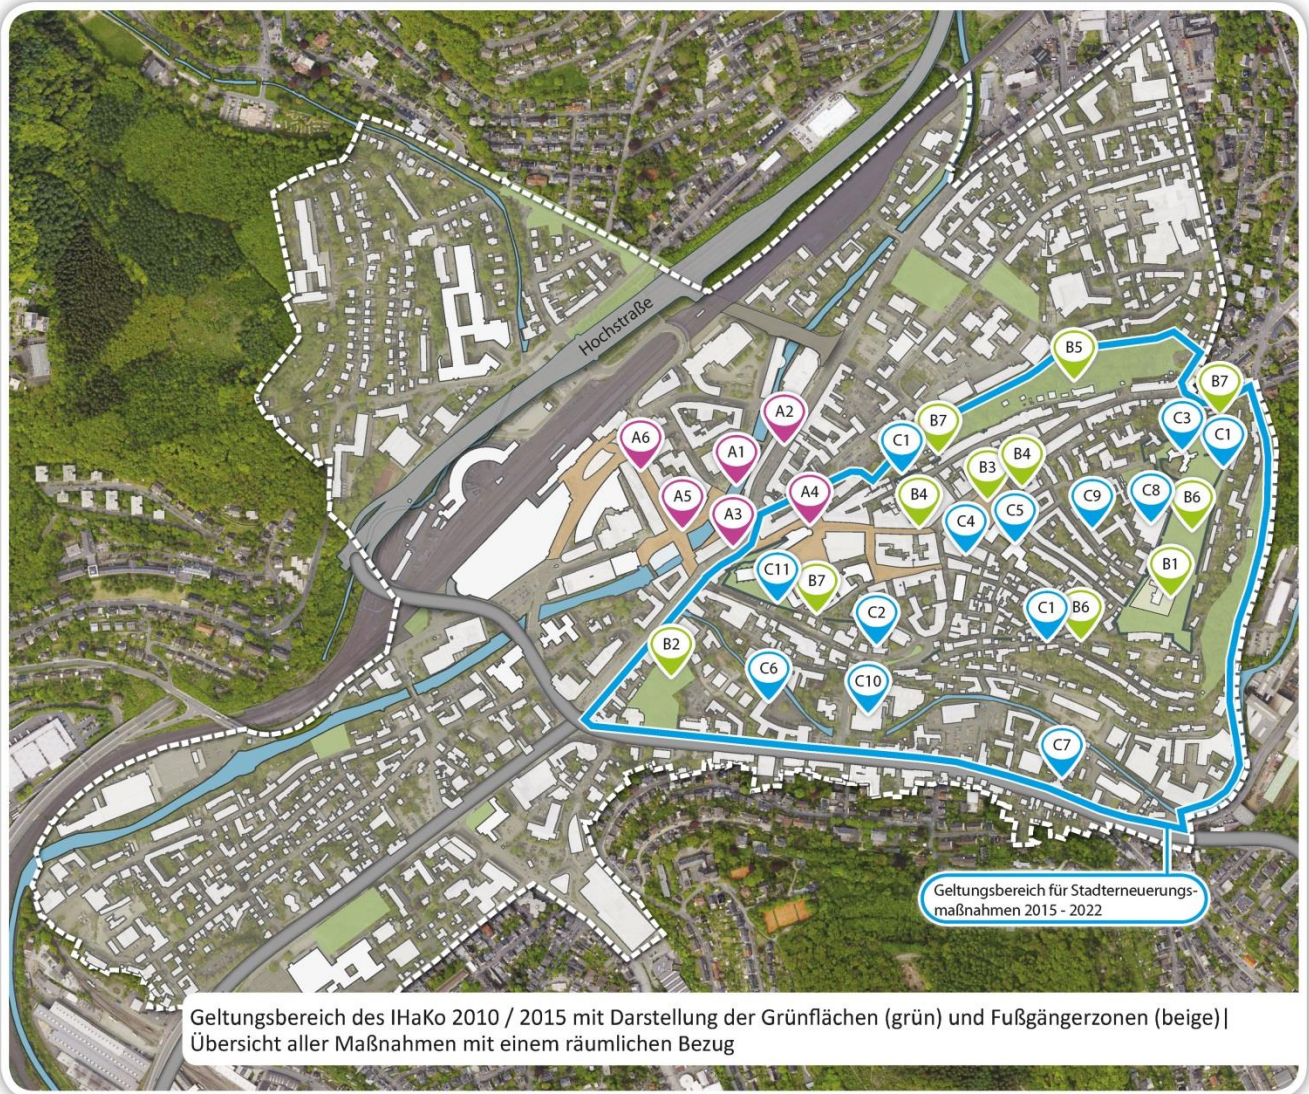 Hochstraße
B5
B7
A2
B7
C3
C1
A6
C1
A1
B4
B3
A4
A5
B4
C9
C8
B6
A3
C4
C5
C11
B7
B1
C2
C1
B6
B2
C6
C10
C7
Geltungsbereich für Stadterneuerungs-
maßnahmen 2015 - 2022
Geltungsbereich des IHaKo 2010 / 2015 mit Darstellung der Grünflächen (grün) und Fußgängerzonen (beige)|
Übersicht aller Maßnahmen mit einem räumlichen Bezug